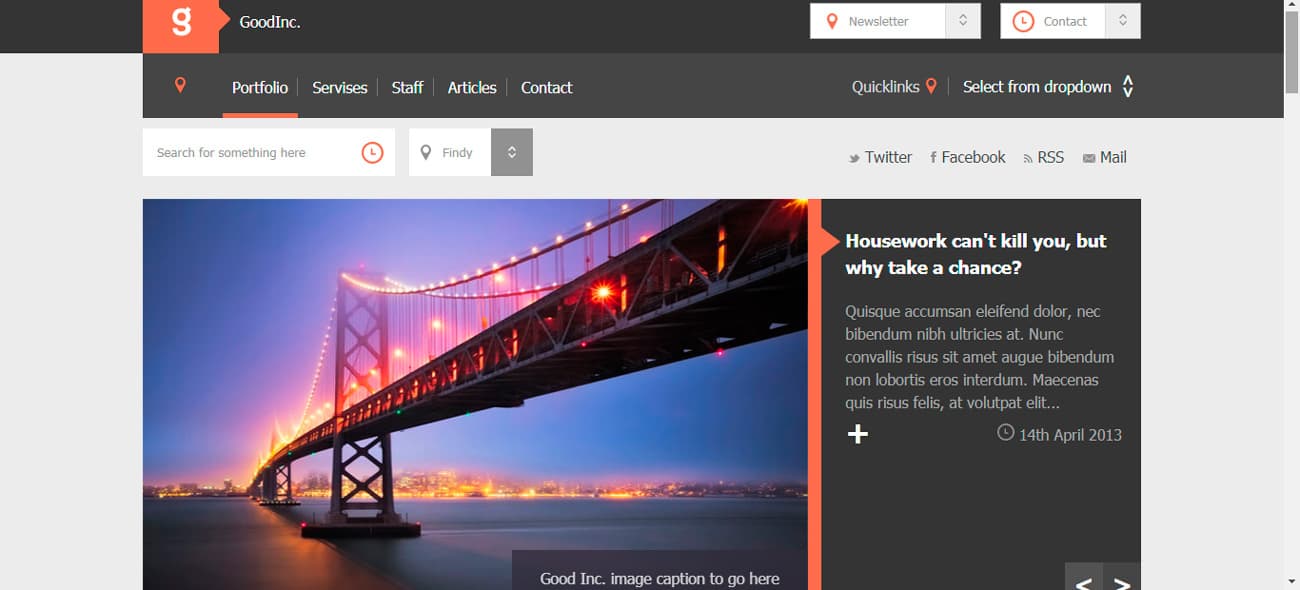 g
GoodInc.
Newsletter
Contact
Portfolio
Servises
Staff
Articles
Contact
Quicklinks
Select from dropdown
Search for something here
Findy
Twitter
f Facebook
RSS
Mail
Housework can't kill you, but
why take a chance?
Quisque accumsan eleifend dolor, nec
bibendum nibh ultricies at. Nunc
convallis risus sit amet augue bibendum
non lobortis eros interdum. Maecenas
quis risus felis, at volutpat elit...
14th April 2013
Good Inc. image caption to go here
< >